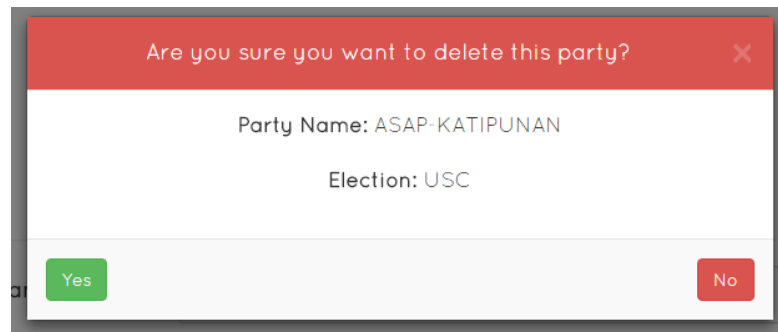 Are you sure you want to delete this party? ×
Party Name: ASAP-KATIPUNAN
Election: USC
Yes No